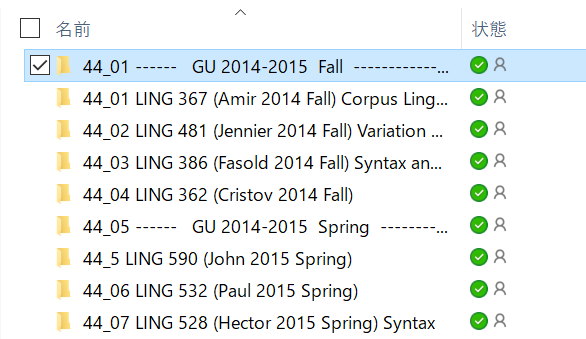 名前 状態
44_01 ------ GU 2014-2015 Fall ------------...
44_01 LING 367 (Amir 2014 Fall) Corpus Ling...
44_02 LING 481 (Jennier 2014 Fall) Variation ...
44_03 LING 386 (Fasold 2014 Fall) Syntax an...
44_04 LING 362 (Cristov 2014 Fall)
44_05 ------ GU 2014-2015 Spring --------...
44_5 LING 590 (John 2015 Spring)
44_06 LING 532 (Paul 2015 Spring)
44_07 LING 528 (Hector 2015 Spring) Syntax